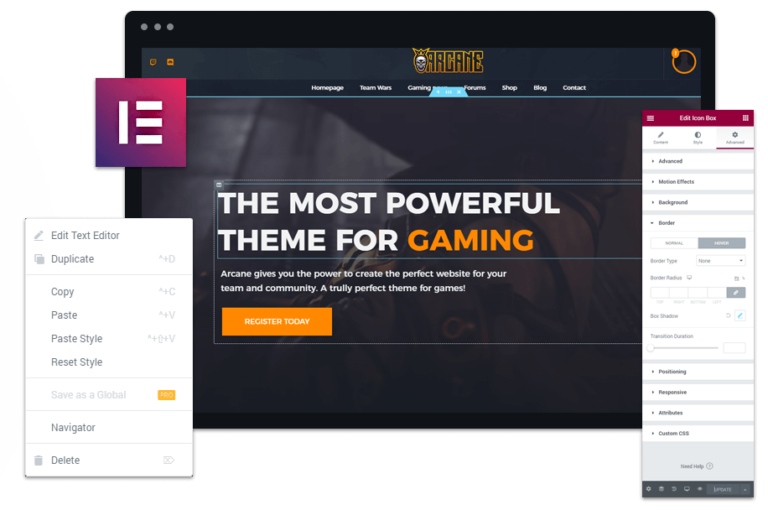 ARCANE
Homepage Team Wars Gaming Forums Shop Blog Contact
THE MOST POWERFUL
THEME FOR GAMING
Arcane gives you the power to create the perfect website for your
team and community. A trully perfect theme for games!
REGISTER TODAY
Edit Text Editor
Duplicate ^+D
Copy ^+C
Paste ^+V
Paste Style ^+⇧+V
Reset Style
Save as a Global PRO
Navigator
Delete
Edit Icon Box
Content Style Advanced
Advanced
Motion Effects
Background
Border
NORMAL HOVER
Border Type None
Border Radius
TOP RIGHT BOTTOM LEFT
Box Shadow
Transition Duration
Positioning
Responsive
Attributes
Custom CSS
Need Help ?
UPDATE